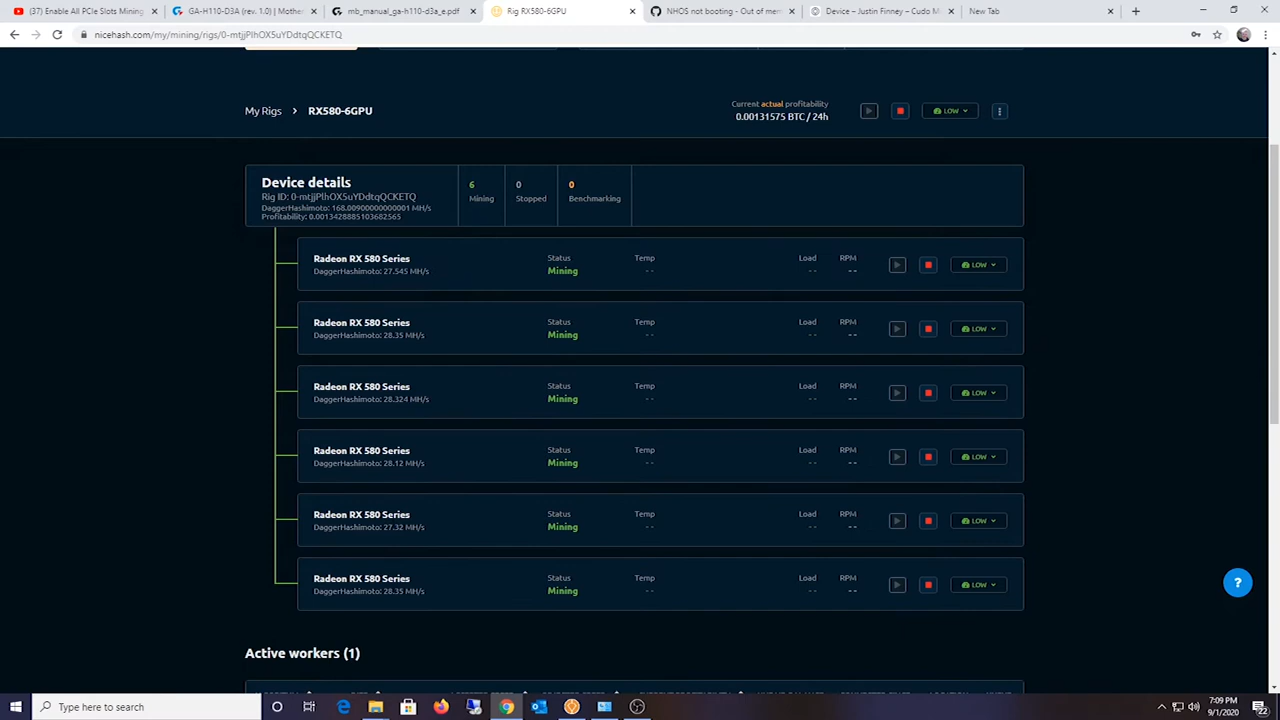 (37) Enable All PCIe Slots Mining
GA-H110-D3A (rev. 1.0) | Mother
mb_manual_ga-h110-d3a_e.pdf
Rig RX580-6GPU
NHOS not booting - Out of mem
Device – Justin Finney – Cudo M
New Tab
nicehash.com/my/mining/rigs/0-mtjjPlhOX5uYDdtqQCKETQ
My Rigs > RX580-6GPU
Current actual profitability
0.00131575 BTC / 24h
LOW
Device details
Rig ID: 0-mtjjPlhOX5uYDdtqQCKETQ
DaggerHashimoto: 168.00900000000001 MH/s
Profitability: 0.0013428885103682565
6
Mining
0
Stopped
0
Benchmarking
Radeon RX 580 Series
DaggerHashimoto: 27.545 MH/s
Status
Mining
Temp
- -
Load
- -
RPM
- -
LOW
Radeon RX 580 Series
DaggerHashimoto: 28.35 MH/s
Status
Mining
Temp
- -
Load
- -
RPM
- -
LOW
Radeon RX 580 Series
DaggerHashimoto: 28.324 MH/s
Status
Mining
Temp
- -
Load
- -
RPM
- -
LOW
Radeon RX 580 Series
DaggerHashimoto: 28.12 MH/s
Status
Mining
Temp
- -
Load
- -
RPM
- -
LOW
Radeon RX 580 Series
DaggerHashimoto: 27.32 MH/s
Status
Mining
Temp
- -
Load
- -
RPM
- -
LOW
Radeon RX 580 Series
DaggerHashimoto: 28.35 MH/s
Status
Mining
Temp
- -
Load
- -
RPM
- -
LOW
?
Active workers (1)
Type here to search
7:09 PM
9/1/2020
22